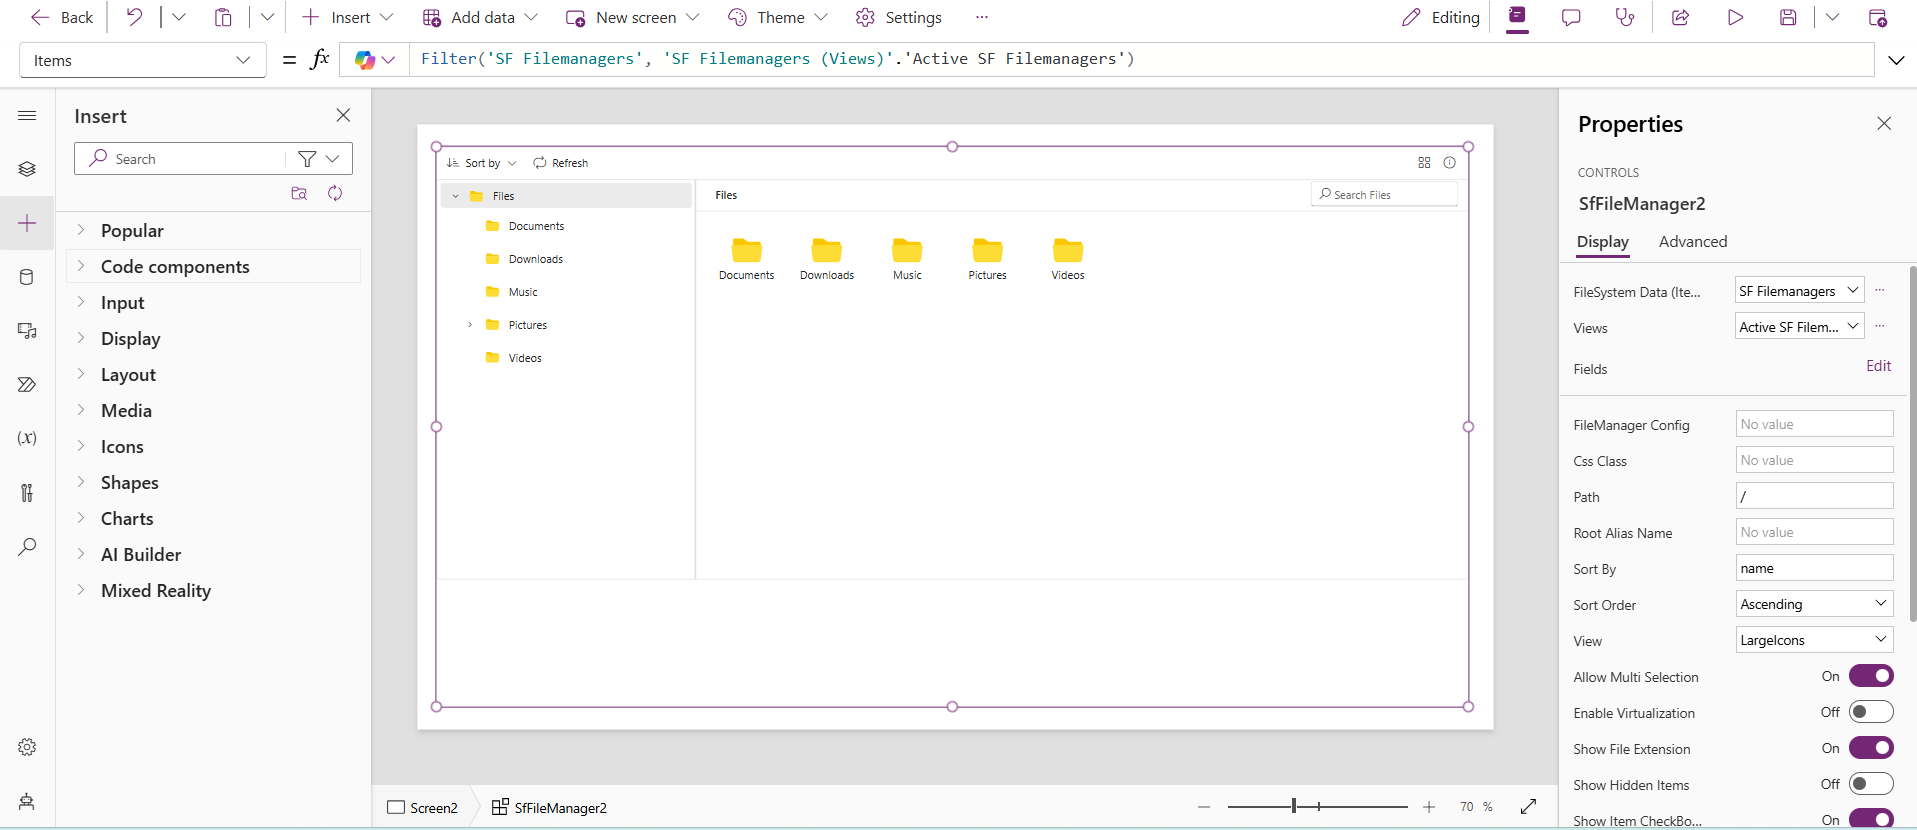 Back
Insert
Add data
New screen
Theme
Settings
...
Editing
Items
= fx
Filter('SF Filemanagers', 'SF Filemanagers (Views)'.'Active SF Filemanagers')
Insert
Search
Popular
Code components
Input
Display
Layout
Media
Icons
Shapes
Charts
AI Builder
Mixed Reality
(x)
Sort by
Refresh
Files
Documents
Downloads
Music
Pictures
Videos
Files
Search Files
Documents
Downloads
Music
Pictures
Videos
Screen2
SfFileManager2
70 %
Properties
CONTROLS
SfFileManager2
Display Advanced
FileSystem Data (Ite... SF Filemanagers ...
Views Active SF Filem... ...
Fields Edit
FileManager Config No value
Css Class No value
Path /
Root Alias Name No value
Sort By name
Sort Order Ascending
View LargeIcons
Allow Multi Selection On
Enable Virtualization Off
Show File Extension On
Show Hidden Items Off
Show Item CheckBo... On